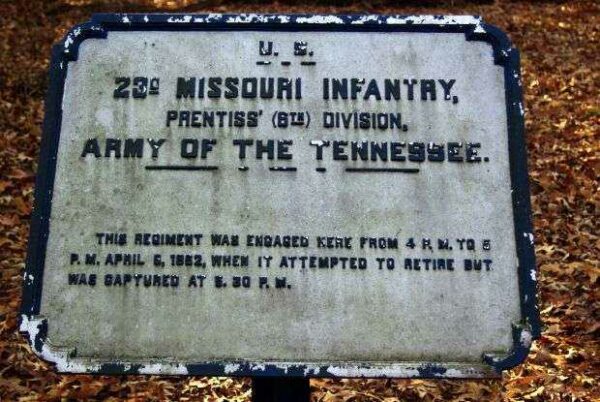 U. S.
23D MISSOURI INFANTRY,
PRENTISS' (6TH) DIVISION,
ARMY OF THE TENNESSEE.
THIS REGIMENT WAS ENGAGED HERE FROM 4 P. M. TO 5
P. M. APRIL 6, 1862, WHEN IT ATTEMPTED TO RETIRE BUT
WAS CAPTURED AT 5. 30 P. M.